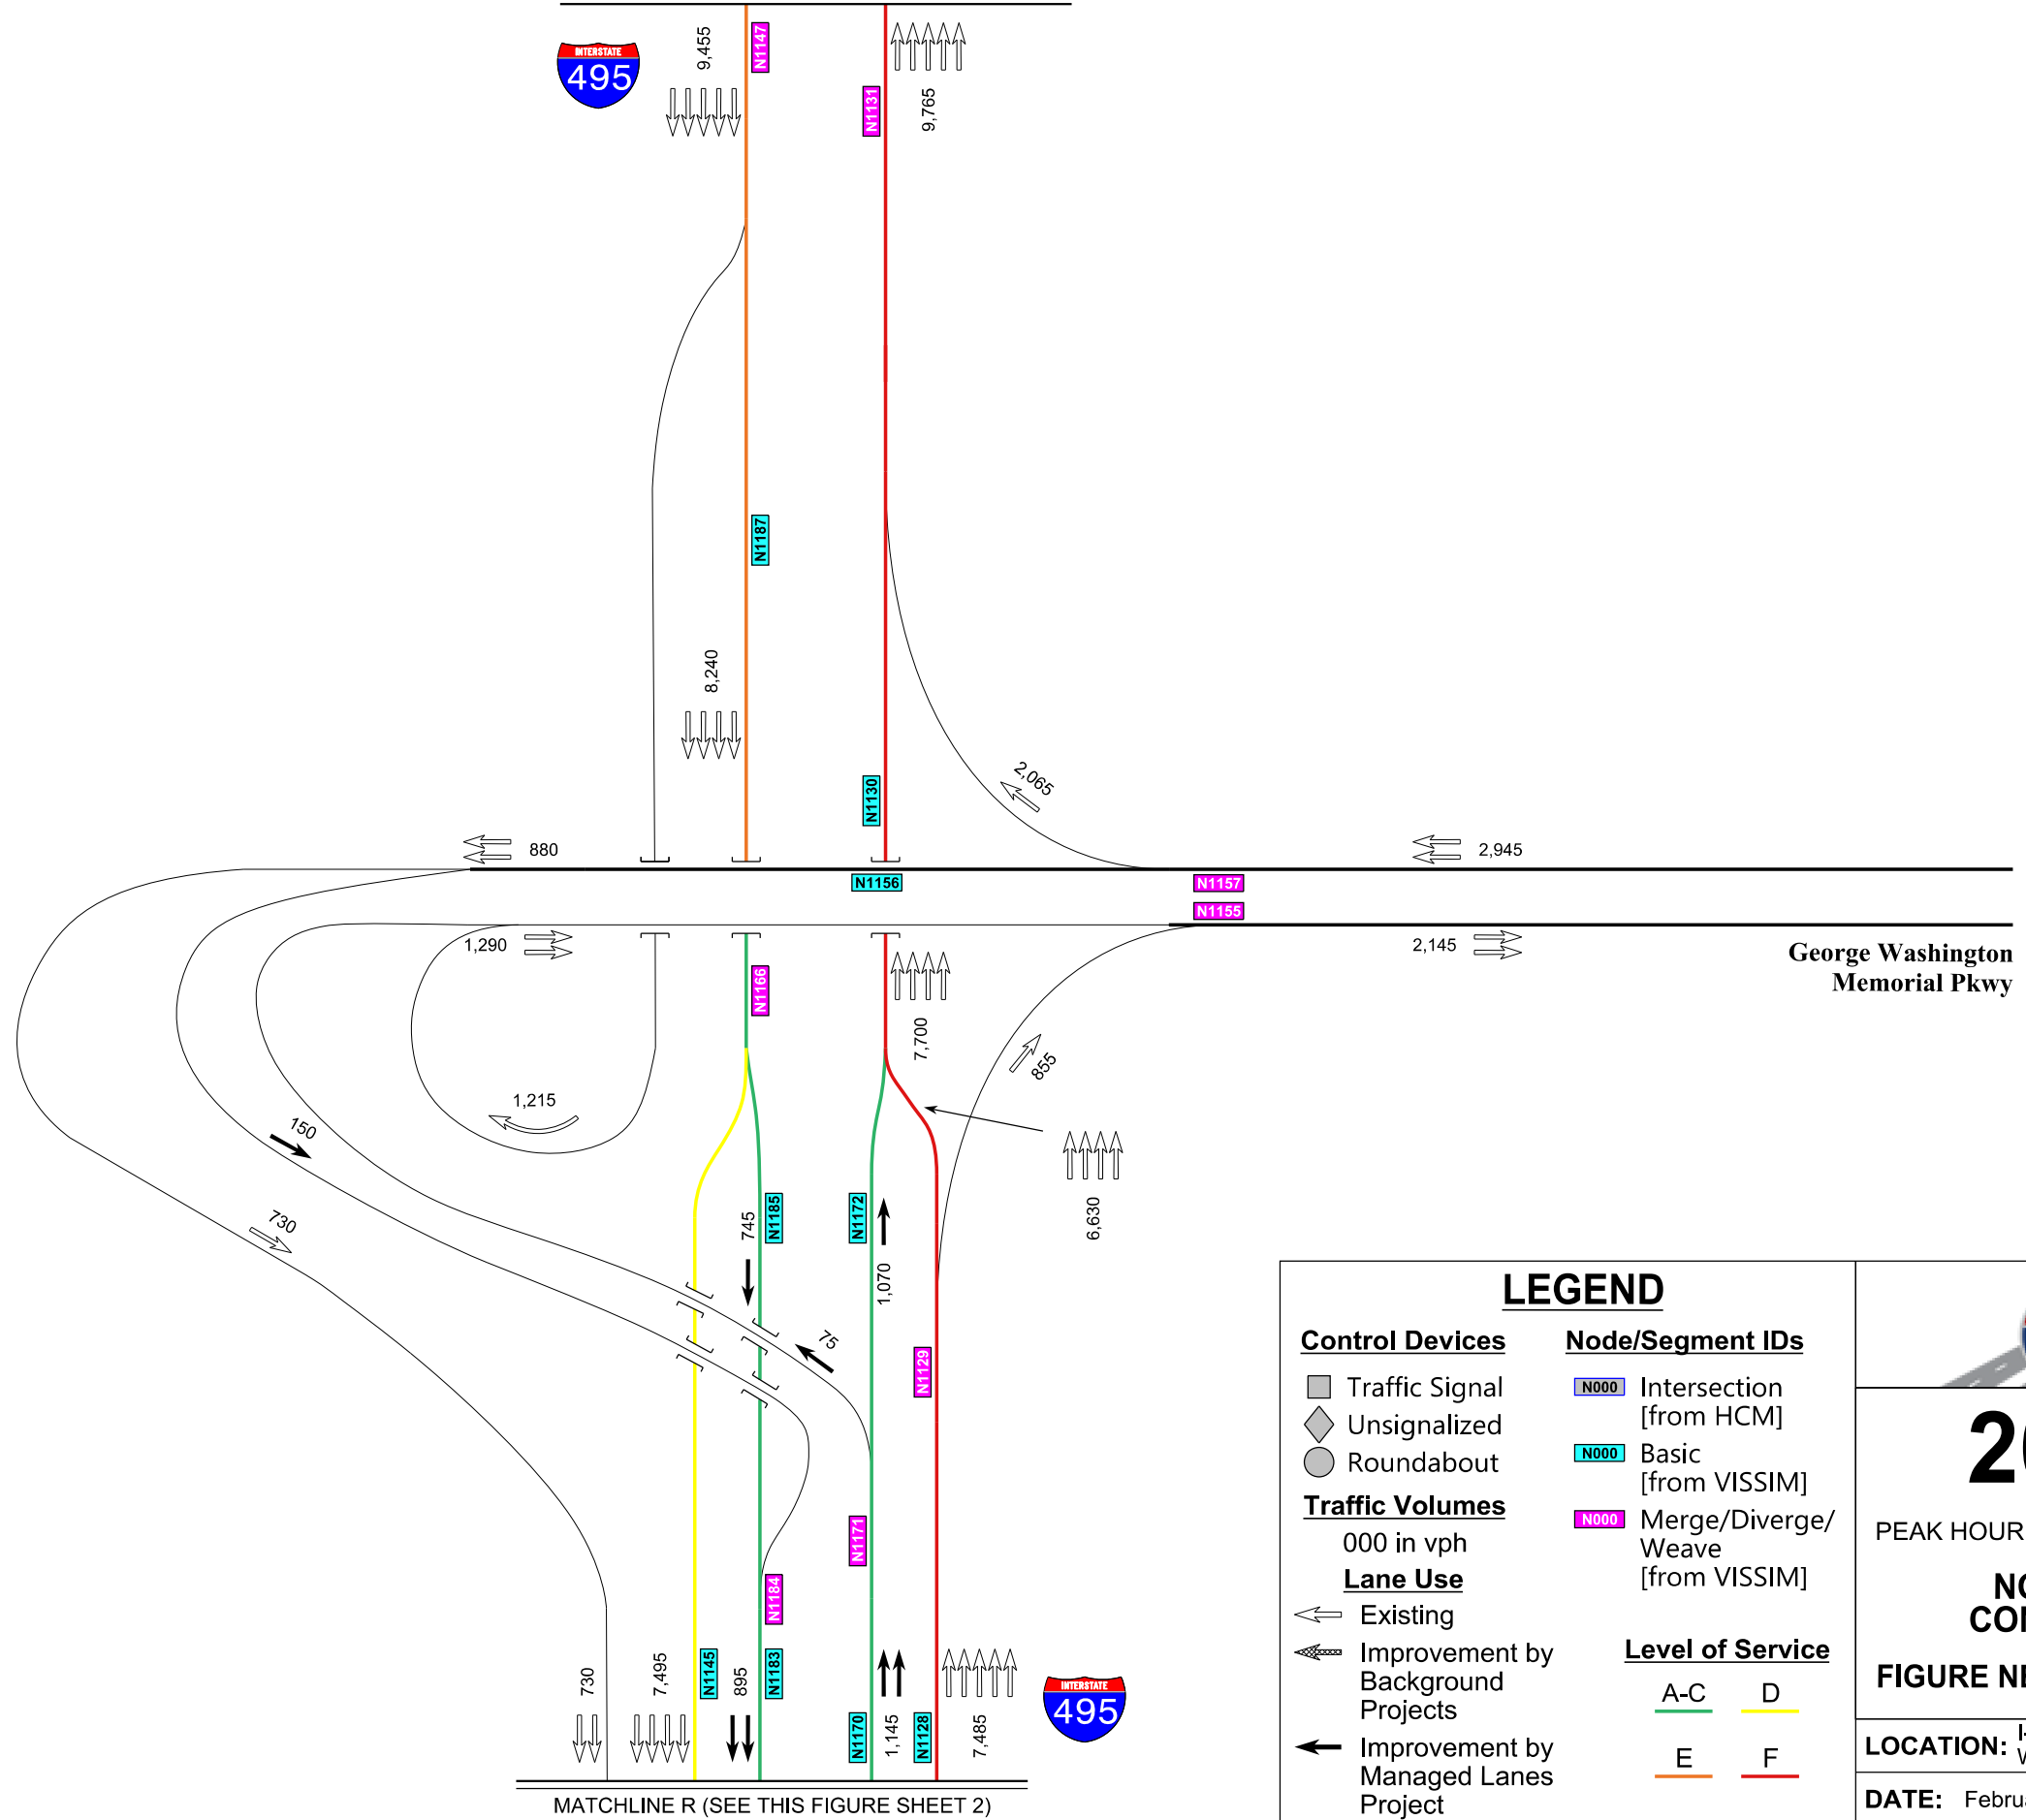 9,455
N1147
INTERSTATE
495
N1131
9,765
N1187
8,240
N1130
2,065
880
2,945
N1156
N1157
N1155
1,290
2,145
George Washington
Memorial Pkwy
N1166
7,700
855
1,215
150
730
745
N1185
N1172
1,070
6,630
75
N1129
N1171
N1184
730
7,495
N1145
895
N1183
N1170
1,145
N1128
7,485
INTERSTATE
495
MATCHLINE R (SEE THIS FIGURE SHEET 2)
LEGEND
Control Devices
Traffic Signal
Unsignalized
Roundabout
Traffic Volumes
000 in vph
Lane Use
Existing
Improvement by
Background
Projects
Improvement by
Managed Lanes
Project
Node/Segment IDs
N000 Intersection
[from HCM]
N000 Basic
[from VISSIM]
N000 Merge/Diverge/
Weave
[from VISSIM]
Level of Service
A-C D
E F
PEAK HOUR
FIGURE
LOCATION:
DATE: